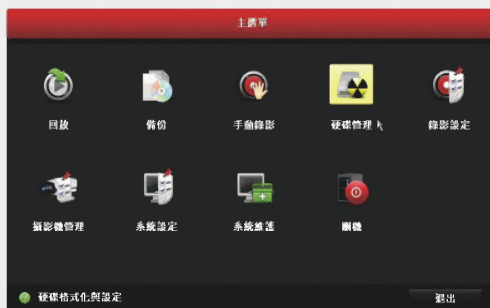 主選單
回放
備份
手動錄影
硬碟管理
錄影設定
攝影機管理
系統設定
系統維護
關機
硬碟格式化與設定
退出